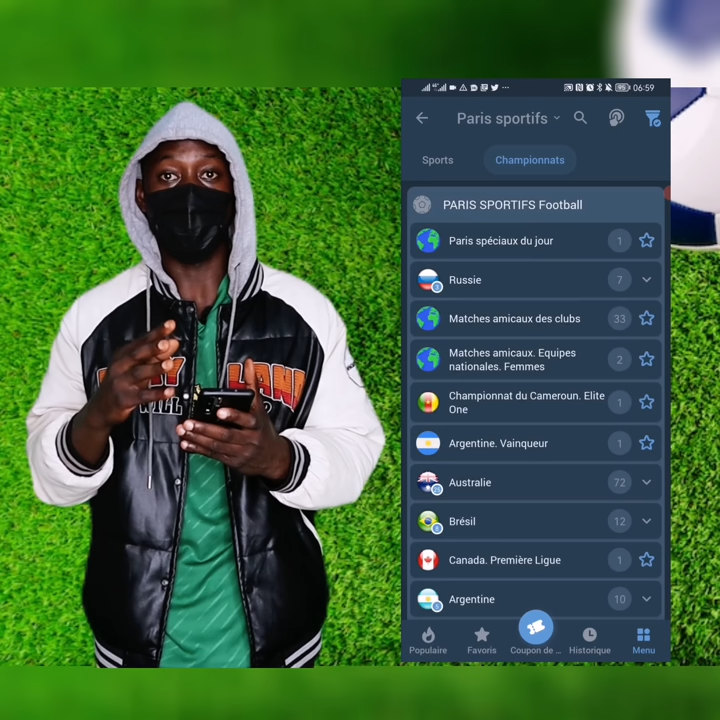 06:59
Paris sportifs
Sports
Championnats
PARIS SPORTIFS Football
Paris spéciaux du jour
1
Russie
7
Matches amicaux des clubs
33
Matches amicaux. Equipes
nationales. Femmes
2
Championnat du Cameroun. Elite
One
1
Argentine. Vainqueur
1
Australie
72
Brésil
12
Canada. Première Ligue
1
Argentine
10
Populaire
Favoris
Coupon de ...
Historique
Menu
WILL